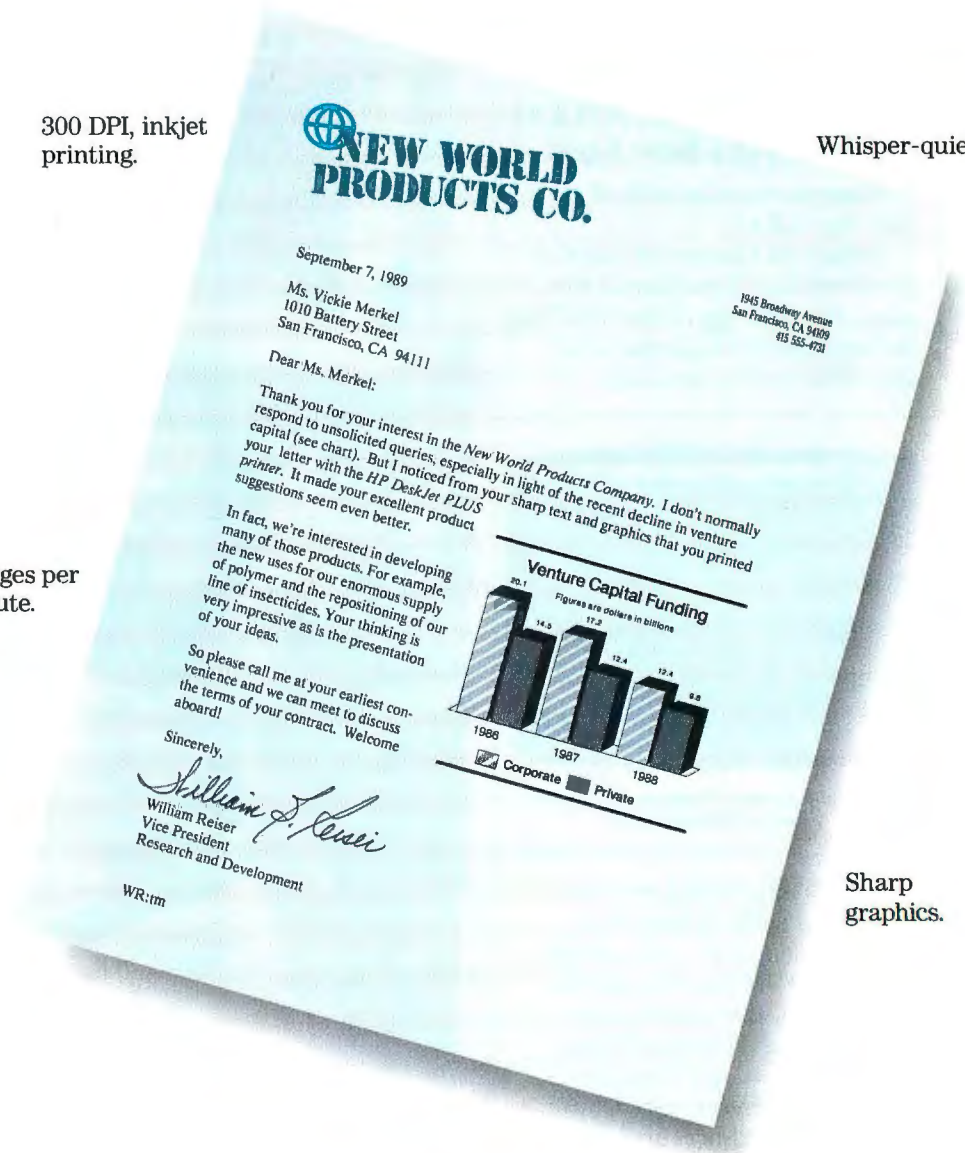 300 DPI, inkjet
printing.
Whisper-quie
NEW WORLD
PRODUCTS CO.
September 7, 1989
1945 Broadway Avenue
San Francisco, CA 94109
415 555-4731
Ms. Vickie Merkel
1010 Battery Street
San Francisco, CA 94111
Dear Ms. Merkel:
Thank you for your interest in the New World Products Company. I don't normally
respond to unsolicited queries, especially in light of the recent decline in venture
capital (see chart). But I noticed from your sharp text and graphics that you printed
your letter with the HP DeskJet PLUS
printer. It made your excellent product
suggestions seem even better.
In fact, we're interested in developing
many of those products. For example,
the new uses for our enormous supply
of polymer and the repositioning of our
line of insecticides. Your thinking is
very impressive as is the presentation
of your ideas.
So please call me at your earliest con-
venience and we can meet to discuss
the terms of your contract. Welcome
aboard!
Venture Capital Funding
Figures are dollars in billions
20.1
14.5
17.2
12.4
12.4
9.8
1986
1987
1988
Corporate
Private
Sincerely,
William Reiser
Vice President
Research and Development
WR:tm
ges per
ute.
Sharp
graphics.